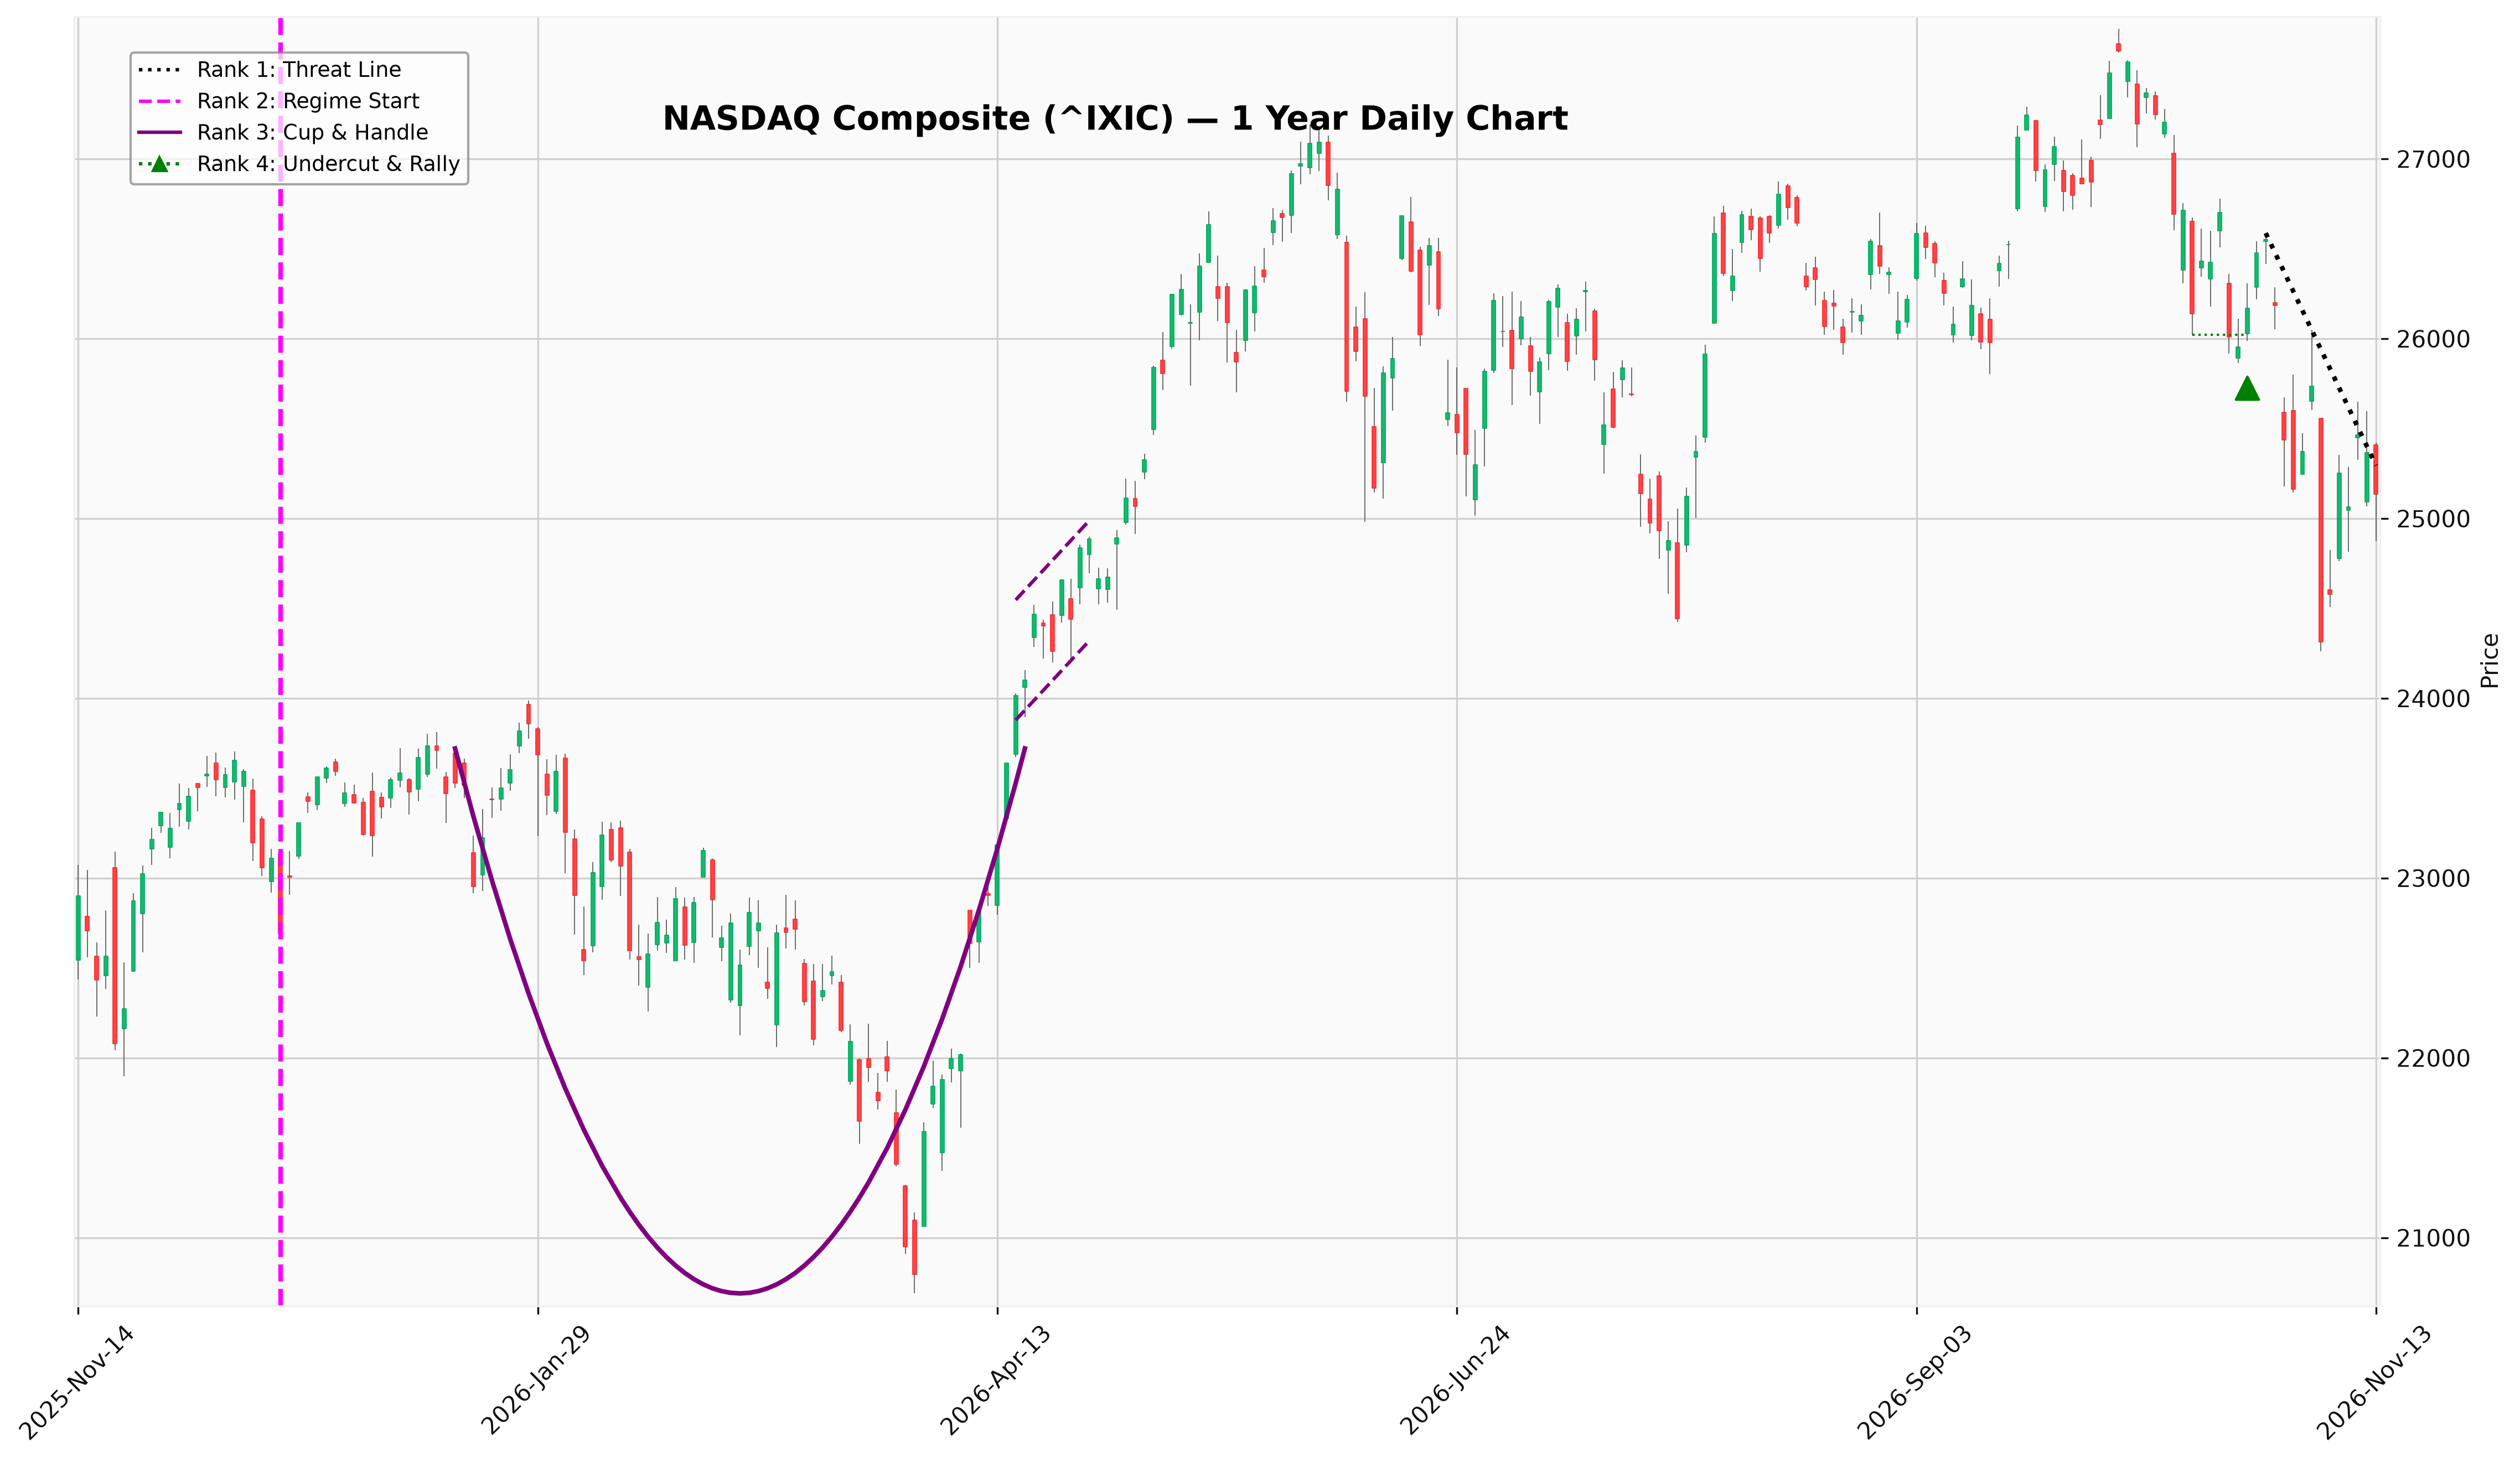 NASDAQ Composite (^IXIC) — 1 Year Daily Chart
Rank 1: Threat Line
Rank 2: Regime Start
Rank 3: Cup & Handle
Rank 4: Undercut & Rally
27000
26000
25000
24000
23000
22000
21000
Price
2025-Nov-14
2026-Jan-29
2026-Apr-13
2026-Jun-24
2026-Sep-03
2026-Nov-13